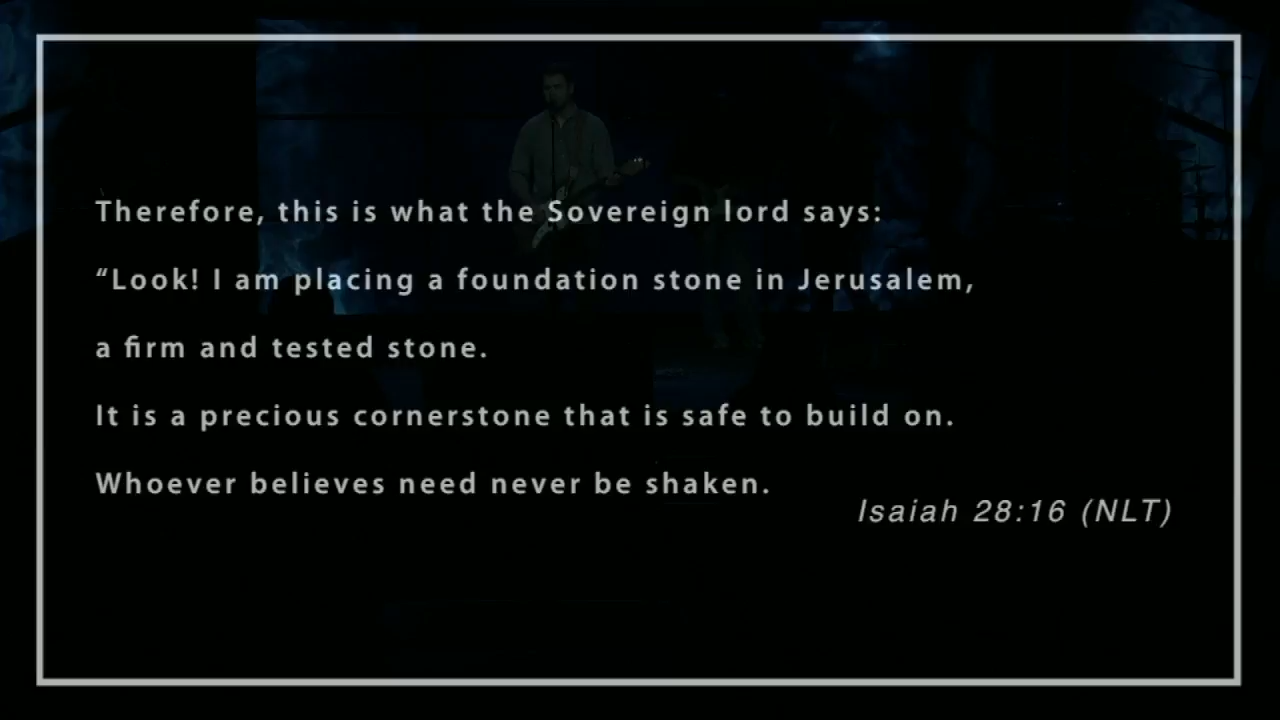 Therefore, this is what the Sovereign lord says:
“Look! I am placing a foundation stone in Jerusalem,
a firm and tested stone.
It is a precious cornerstone that is safe to build on.
Whoever believes need never be shaken.
Isaiah 28:16 (NLT)